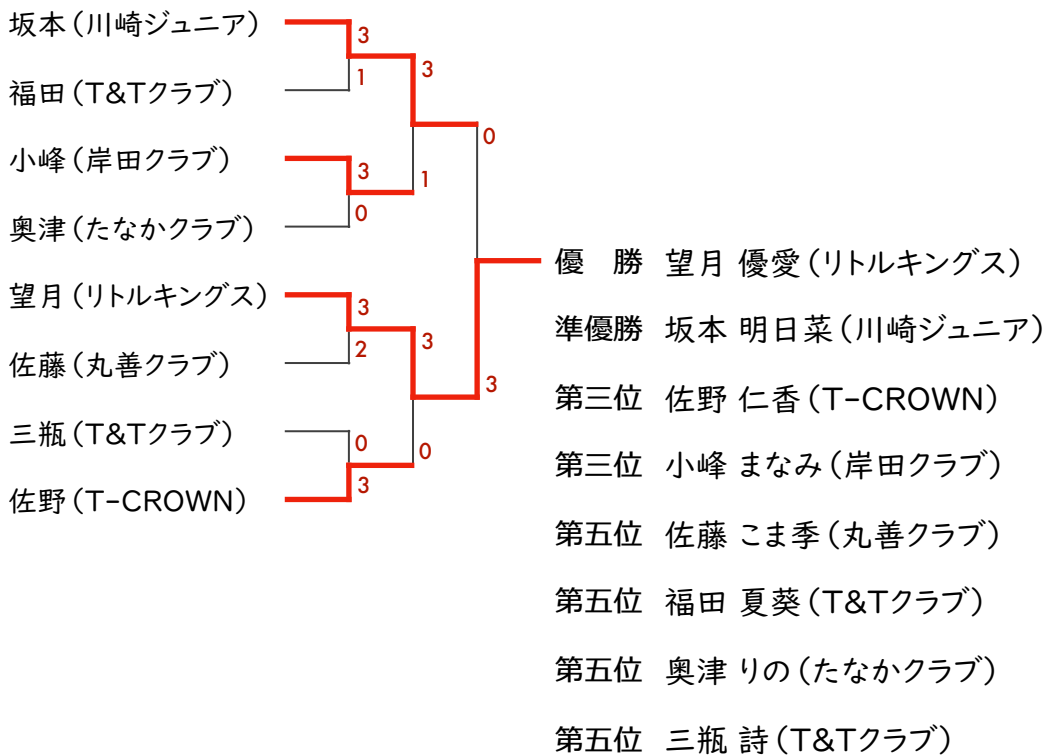 坂本(川崎ジュニア)
3
3
1
福田(T&Tクラブ)
0
小峰(岸田クラブ)
3
1
0
奥津(たなかクラブ)
優　勝 望月 優愛(リトルキングス)
望月(リトルキングス)
3
3
2
佐藤(丸善クラブ)
準優勝 坂本 明日菜(川崎ジュニア)
3
第三位 佐野 仁香(T-CROWN)
三瓶(T&Tクラブ)
0
0
3
佐野(T-CROWN)
第三位 小峰 まなみ(岸田クラブ)
第五位 佐藤 こま季(丸善クラブ)
第五位 福田 夏葵(T&Tクラブ)
第五位 奥津 りの(たなかクラブ)
第五位 三瓶 詩(T&Tクラブ)